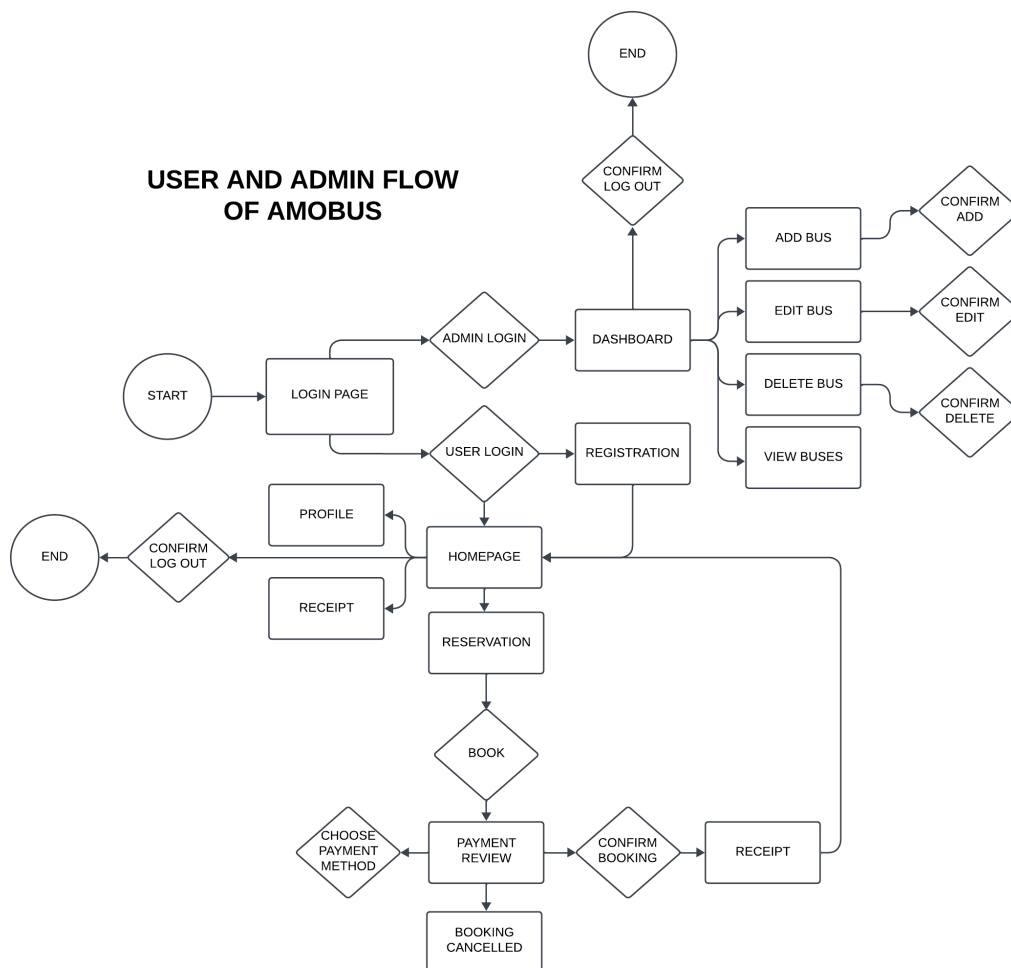 END
CONFIRM
LOG OUT
USER AND ADMIN FLOW
OF AMOBUS
CONFIRM
ADD
ADD BUS
EDIT BUS
CONFIRM
EDIT
ADMIN LOGIN
DASHBOARD
START
LOGIN PAGE
DELETE BUS
CONFIRM
DELETE
USER LOGIN
REGISTRATION
VIEW BUSES
PROFILE
END
CONFIRM
LOG OUT
HOMEPAGE
RECEIPT
RESERVATION
BOOK
CHOOSE
PAYMENT
METHOD
PAYMENT
REVIEW
CONFIRM
BOOKING
RECEIPT
BOOKING
CANCELLED